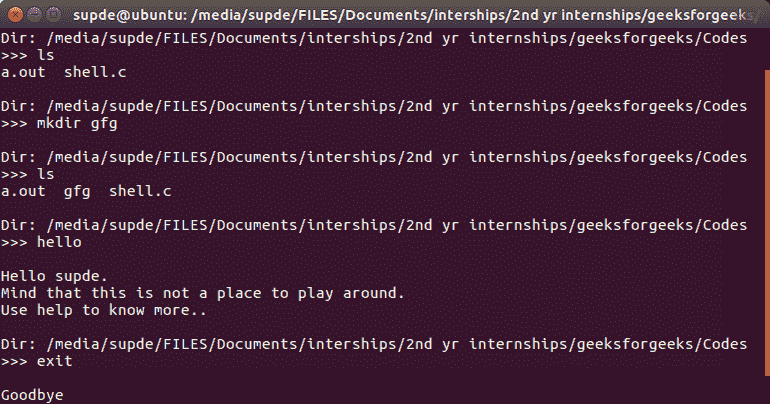 supde@ubuntu: /media/supde/FILES/Documents/interships/2nd yr internships/geeksforgeeks/
Dir: /media/supde/FILES/Documents/interships/2nd yr internships/geeksforgeeks/Codes
>>> ls
a.out  shell.c
Dir: /media/supde/FILES/Documents/interships/2nd yr internships/geeksforgeeks/Codes
>>> mkdir gfg
Dir: /media/supde/FILES/Documents/interships/2nd yr internships/geeksforgeeks/Codes
>>> ls
a.out  gfg  shell.c
Dir: /media/supde/FILES/Documents/interships/2nd yr internships/geeksforgeeks/Codes
>>> hello
Hello supde.
Mind that this is not a place to play around.
Use help to know more..
Dir: /media/supde/FILES/Documents/interships/2nd yr internships/geeksforgeeks/Codes
>>> exit
Goodbye